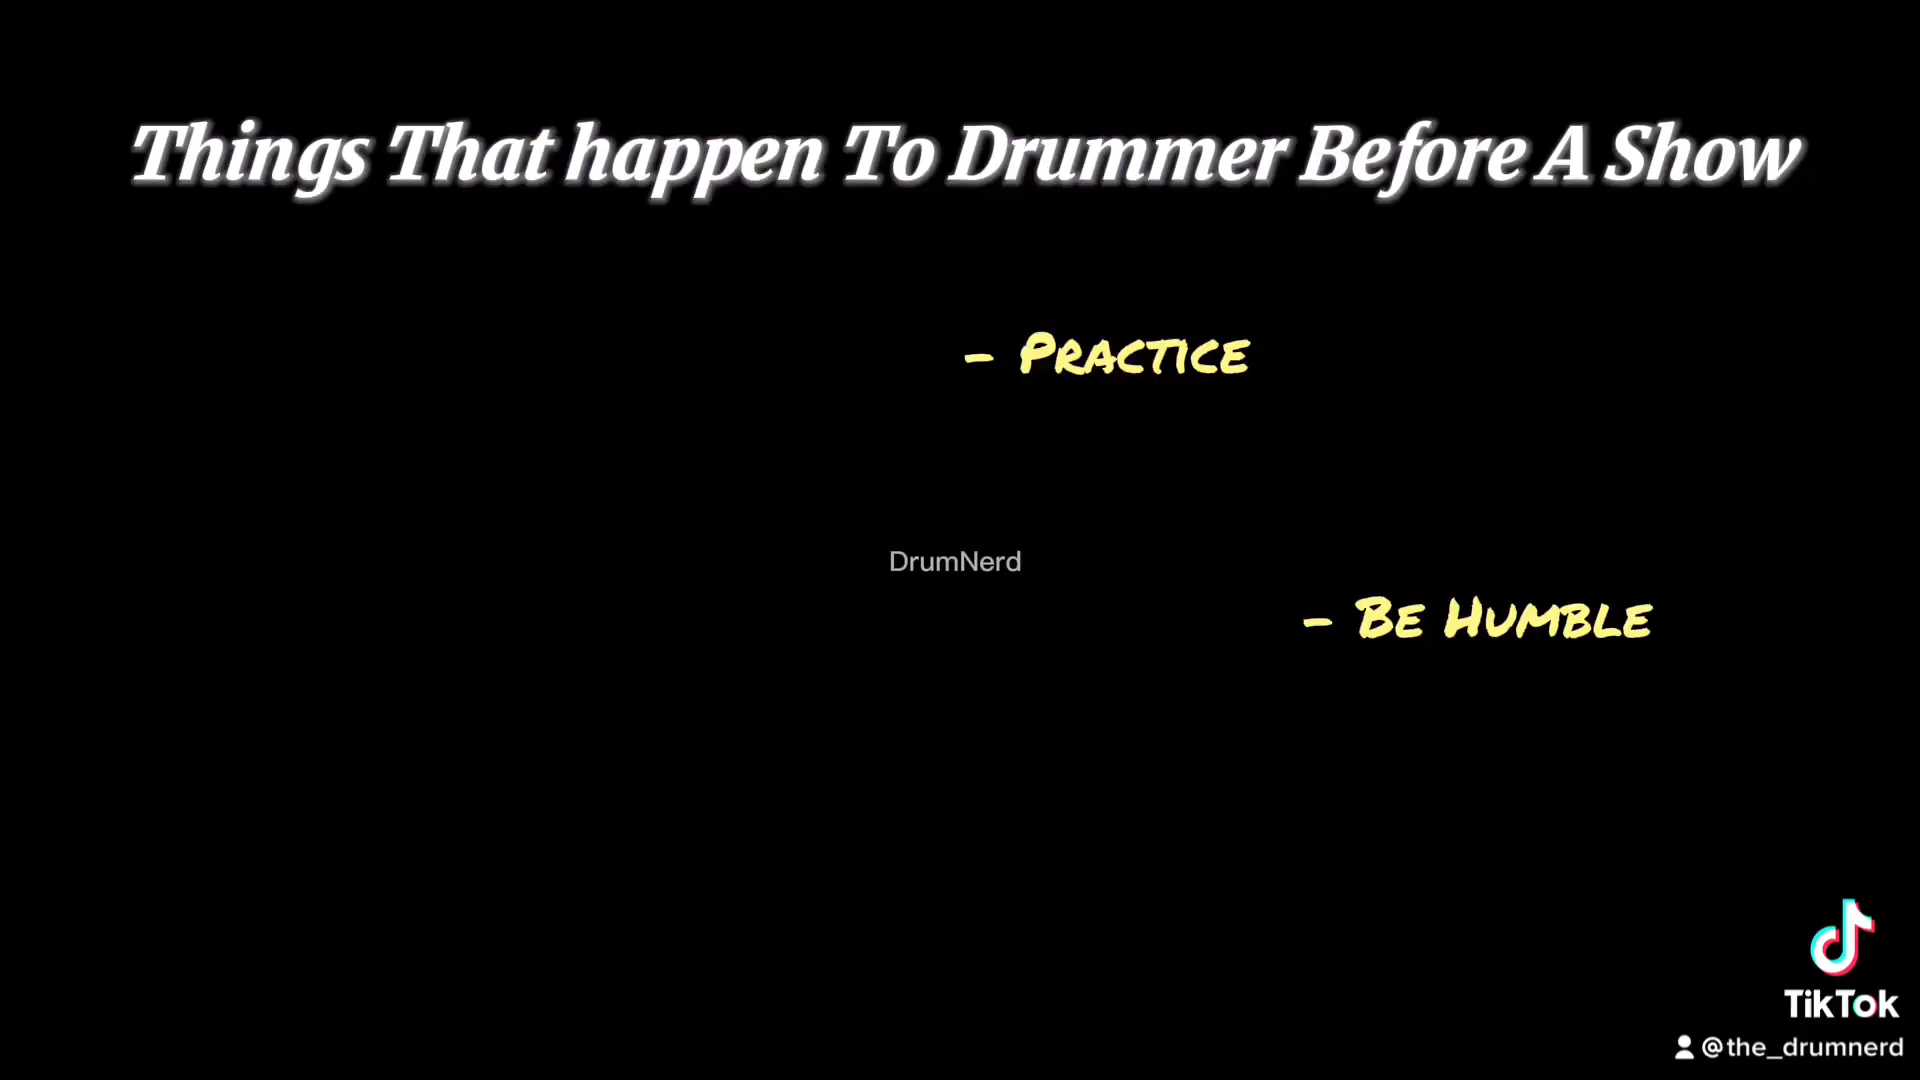 Things That happen To Drummer Before A Show
- PRACTICE
DrumNerd
- BE HUMBLE
TikTok
@the_drumnerd